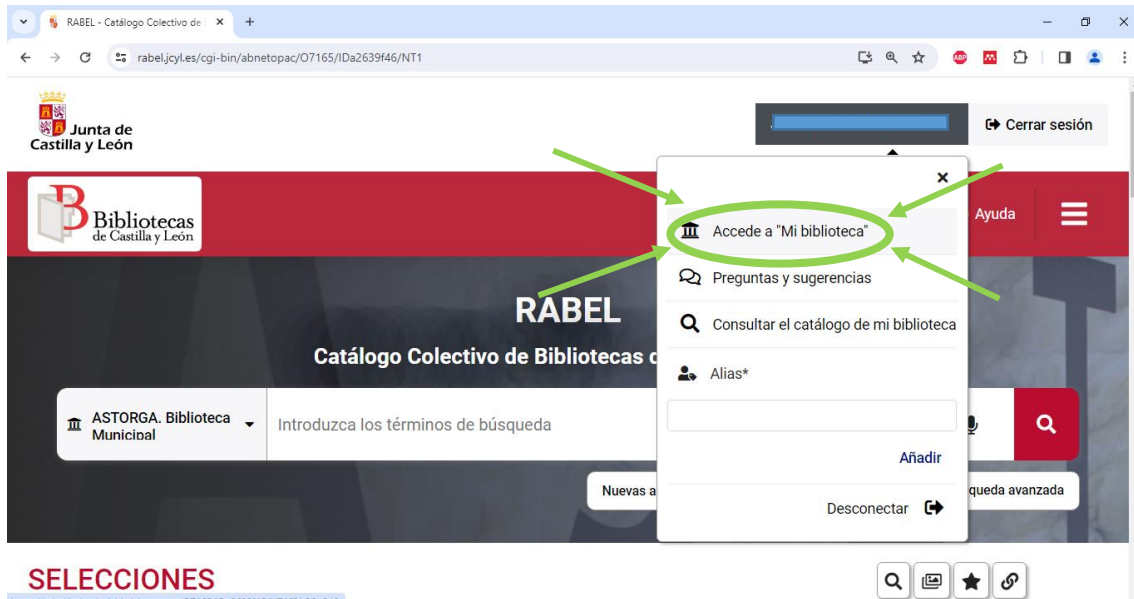 RABEL - Catálogo Colectivo de
rabel.jcyl.es/cgi-bin/abnetopac/O7165/IDa2639f46/NT1
ABP
Junta de
Castilla y León
Cerrar sesión
Bibliotecas
de Castilla y León
Ayuda
Accede a "Mi biblioteca"
Preguntas y sugerencias
Consultar el catálogo de mi biblioteca
Alias*
Añadir
Desconectar
RABEL
Catálogo Colectivo de Bibliotecas
ASTORGA. Biblioteca
Municipal
Introduzca los términos de búsqueda
Nuevas a
queda avanzada
SELECCIONES